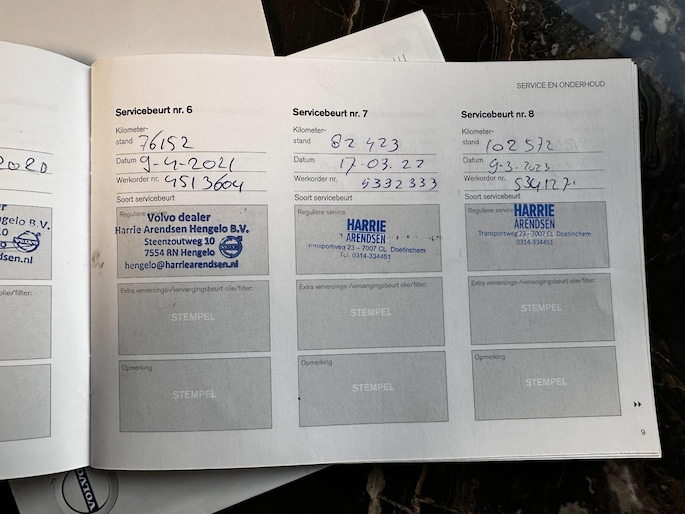 SERVICE EN ONDERHOUD
2020
Hengelo B.V.
10
dsen.nl
olie/filter:
Servicebeurt nr. 6
Kilometer-
stand 76152
Datum 9-4-2021
Werkorder nr. 4513604
Soort servicebeurt
Reguliere service
Volvo dealer
Harrie Arendsen Hengelo B.V.
Steenzoutweg 10
7554 RN Hengelo
hengelo@harriearendsen.nl
Extra verversings-/vervangingsbeurt olie/filter:
STEMPEL
Opmerking
STEMPEL
Servicebeurt nr. 7
Kilometer-
stand 82 423
Datum 17.03.22
Werkorder nr. 5332333
Soort servicebeurt
Reguliere service
HARRIE
ARENDSEN
Transportweg 23 - 7007 CL Doetinchem
Tel. 0314-334451
Extra verversings-/vervangingsbeurt olie/filter:
STEMPEL
Opmerking
STEMPEL
Servicebeurt nr. 8
Kilometer-
stand 102 572
Datum 9-3-2023
Werkorder nr.
Soort servicebeurt
Reguliere service
HARRIE
ARENDSEN
Transportweg 23 - 7007 CL Doetinchem
0314-334451
Extra verversings-/vervangingsbeurt olie/filter:
STEMPEL
Opmerking
STEMPEL
9
VOLVO